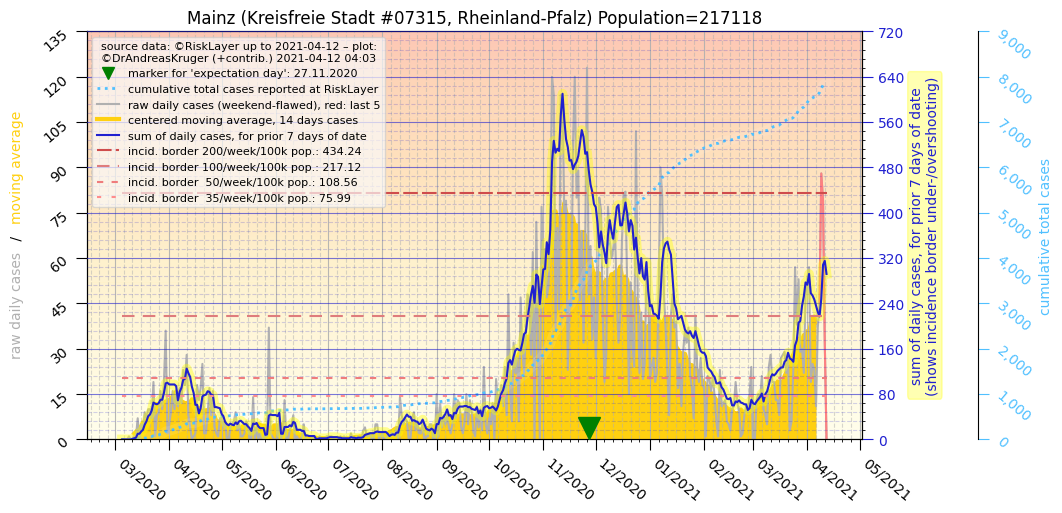 Mainz (Kreisfreie Stadt #07315, Rheinland-Pfalz) Population=217118
source data: ©RiskLayer up to 2021-04-12 – plot:
©DrAndreasKruger (+contrib.) 2021-04-12 04:03
marker for 'expectation day': 27.11.2020
cumulative total cases reported at RiskLayer
raw daily cases (weekend-flawed), red: last 5
centered moving average, 14 days cases
sum of daily cases, for prior 7 days of date
incid. border 200/week/100k pop.: 434.24
incid. border 100/week/100k pop.: 217.12
incid. border  50/week/100k pop.: 108.56
incid. border  35/week/100k pop.: 75.99
raw daily cases / moving average
135
120
105
90
75
60
45
30
15
0
03/2020
04/2020
05/2020
06/2020
07/2020
08/2020
09/2020
10/2020
11/2020
12/2020
01/2021
02/2021
03/2021
04/2021
05/2021
720
640
560
480
400
320
240
160
80
0
sum of daily cases, for prior 7 days of date
(shows incidence border under-/overshooting)
9,000
8,000
7,000
6,000
5,000
4,000
3,000
2,000
1,000
0
cumulative total cases